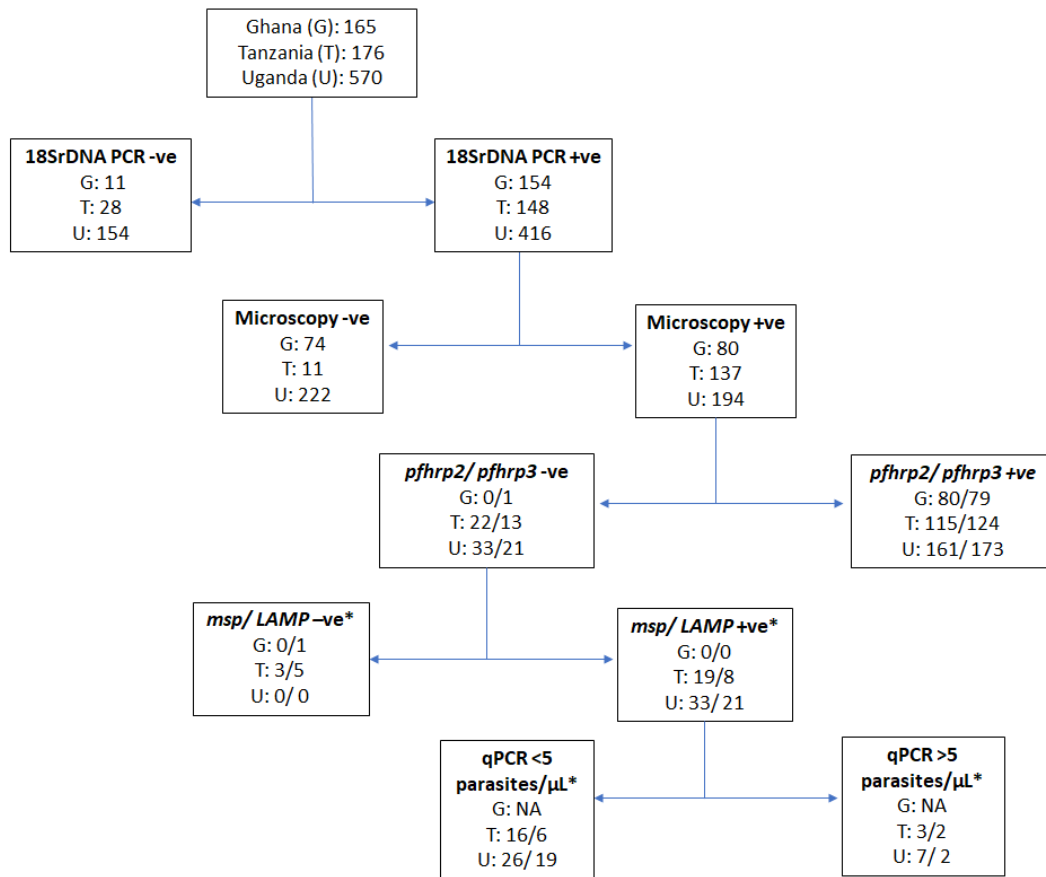 Ghana (G): 165
Tanzania (T): 176
Uganda (U): 570
18SrDNA PCR -ve
G: 11
T: 28
U: 154
18SrDNA PCR +ve
G: 154
T: 148
U: 416
Microscopy -ve
G: 74
T: 11
U: 222
Microscopy +ve
G: 80
T: 137
U: 194
pfhrp2/ pfhrp3 -ve
G: 0/1
T: 22/13
U: 33/21
pfhrp2/ pfhrp3 +ve
G: 80/79
T: 115/124
U: 161/ 173
msp/ LAMP –ve*
G: 0/1
T: 3/5
U: 0/ 0
msp/ LAMP +ve*
G: 0/0
T: 19/8
U: 33/ 21
qPCR <5
parasites/µL*
G: NA
T: 16/6
U: 26/ 19
qPCR >5
parasites/µL*
G: NA
T: 3/2
U: 7/ 2